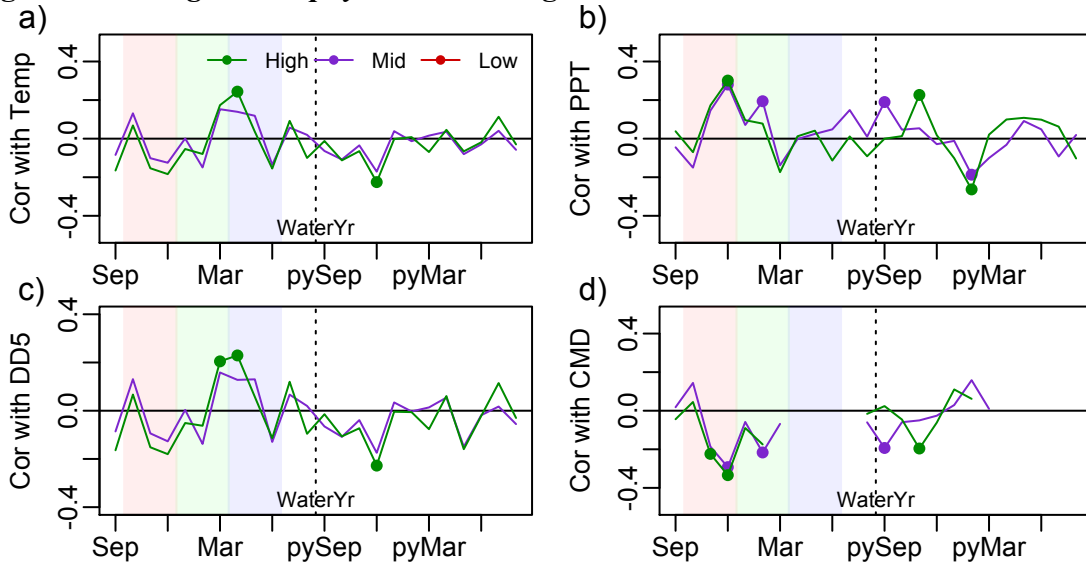 a)
b)
Cor with Temp
0.4
0.0
-0.4
High
Mid
Low
WaterYr
Sep
Mar
pySep
pyMar
Cor with PPT
0.4
0.0
-0.4
WaterYr
Sep
Mar
pySep
pyMar
c)
d)
Cor with DD5
0.4
0.0
-0.4
WaterYr
Sep
Mar
pySep
pyMar
Cor with CMD
0.4
0.0
-0.4
WaterYr
Sep
Mar
pySep
pyMar